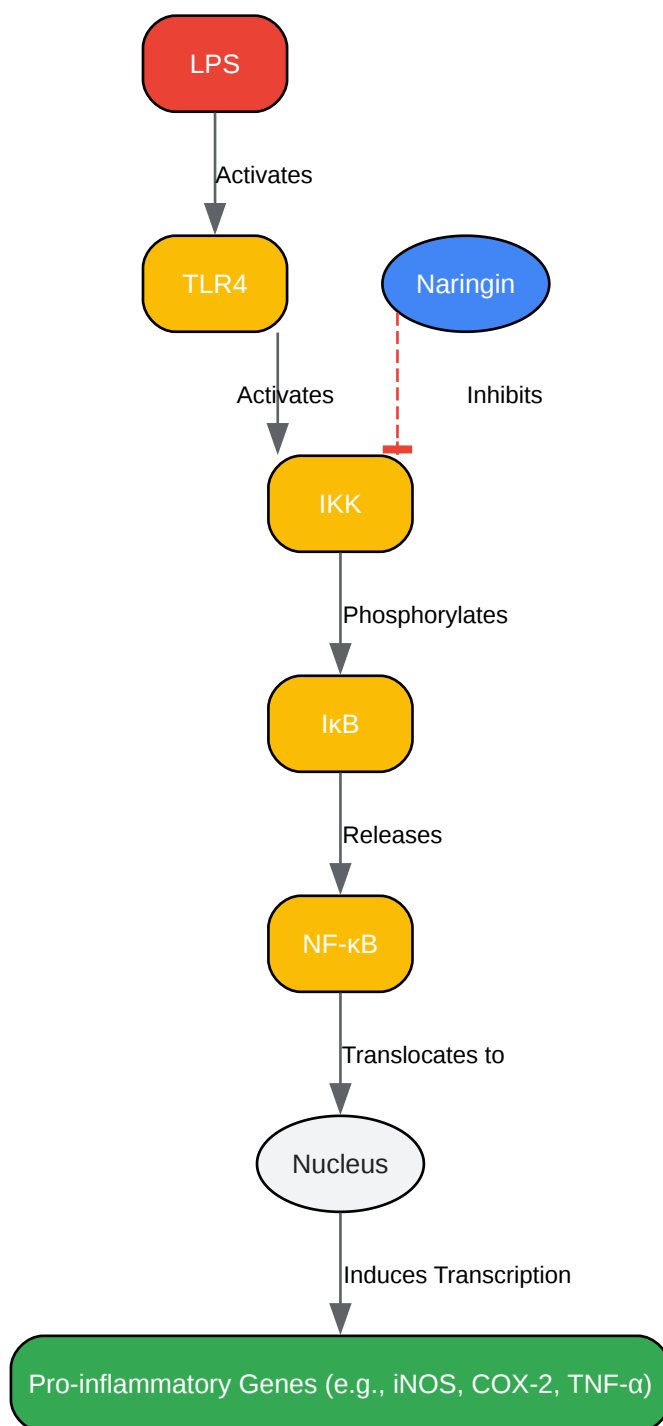 LPS
Activates
TLR4
Naringin
Activates
Inhibits
IKK
Phosphorylates
IκB
Releases
NF-κB
Translocates to
Nucleus
Induces Transcription
Pro-inflammatory Genes (e.g., iNOS, COX-2, TNF-α)